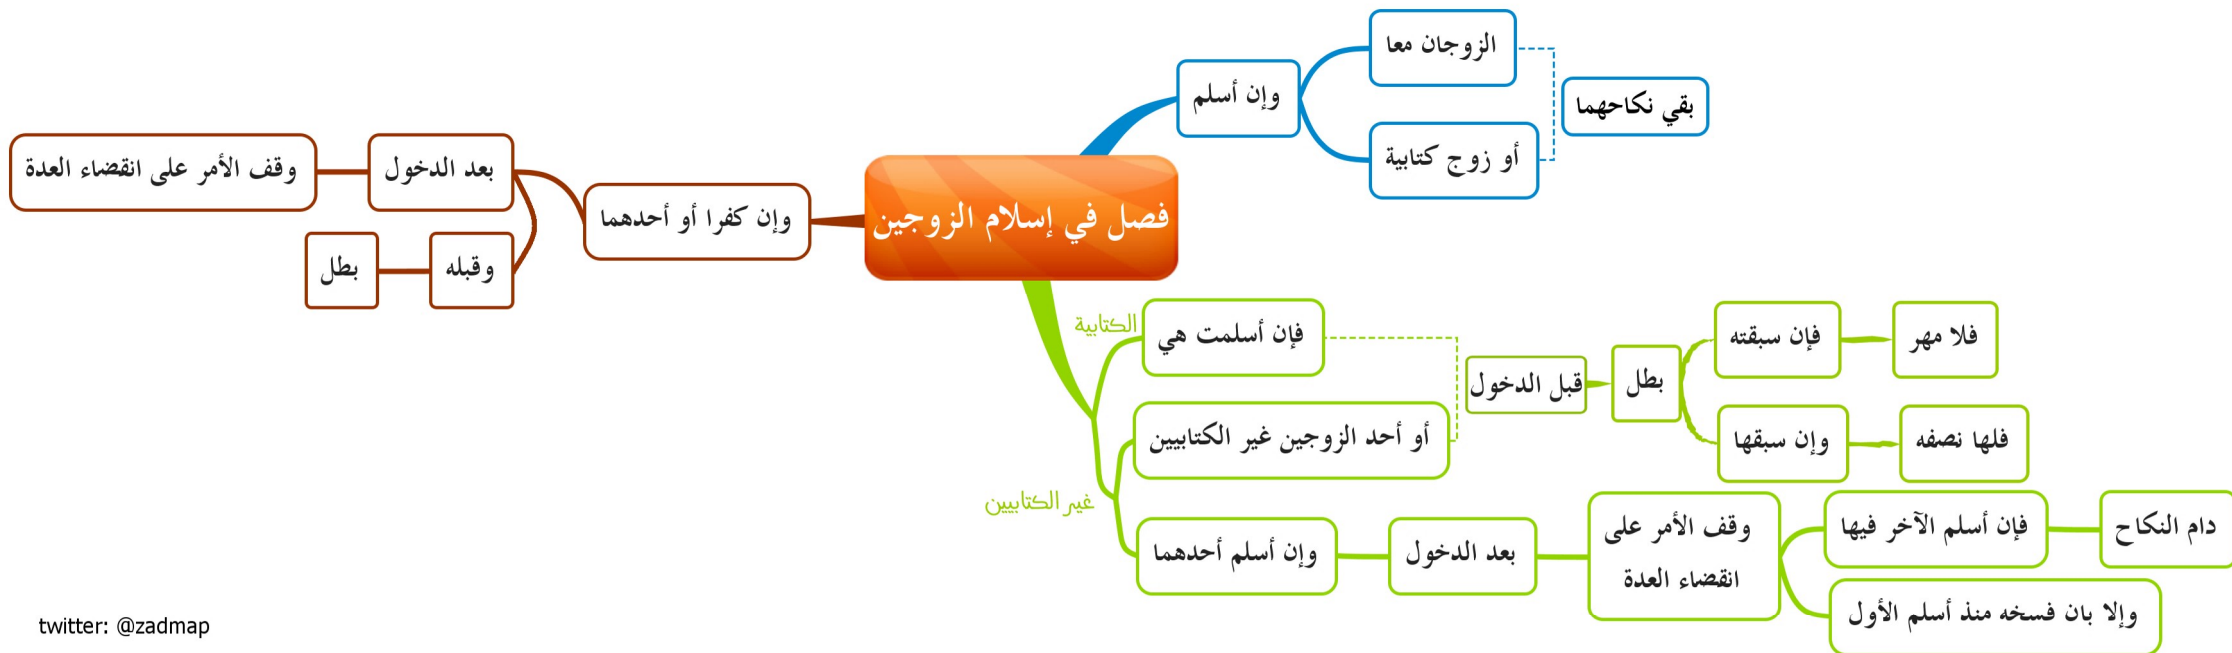 فصل في إسلام الزوجين
وإن أسلم
الزوجان معا
أو زوج كتابية
بقي نكاحهما
الكتابية
فإن أسلمت هي
غير الكتابيين
أو أحد الزوجين غير الكتابيين
قبل الدخول
بطل
فإن سبقته
فلا مهر
وإن سبقها
فلها نصفه
وإن أسلم أحدهما
بعد الدخول
وقف الأمر على
انقضاء العدة
فإن أسلم الآخر فيها
دام النكاح
وإلا بان فسخه منذ أسلم الأول
وإن كفرا أو أحدهما
بعد الدخول
وقف الأمر على انقضاء العدة
وقبله
بطل
twitter: @zadmap